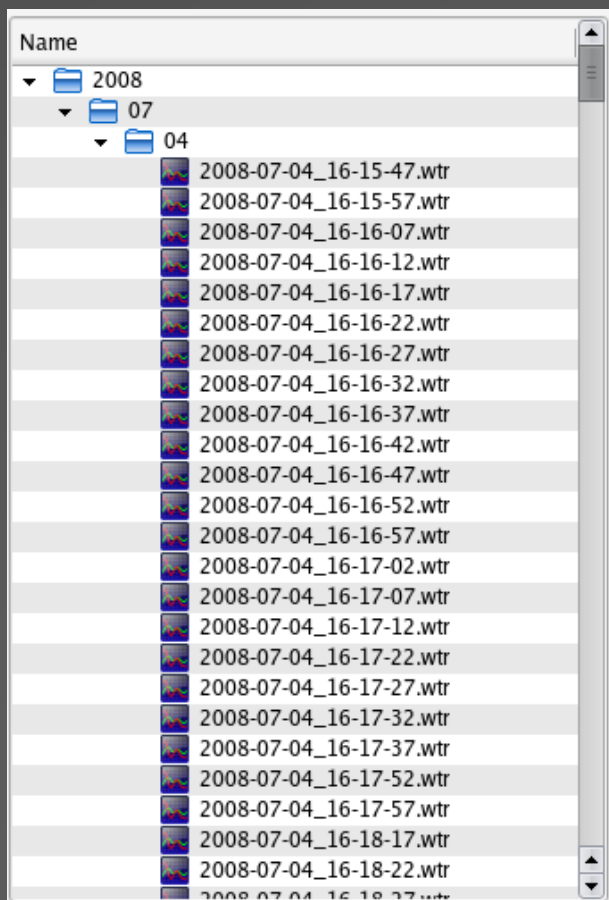 Name
2008
07
04
2008-07-04_16-15-47.wtr
2008-07-04_16-15-57.wtr
2008-07-04_16-16-07.wtr
2008-07-04_16-16-12.wtr
2008-07-04_16-16-17.wtr
2008-07-04_16-16-22.wtr
2008-07-04_16-16-27.wtr
2008-07-04_16-16-32.wtr
2008-07-04_16-16-37.wtr
2008-07-04_16-16-42.wtr
2008-07-04_16-16-47.wtr
2008-07-04_16-16-52.wtr
2008-07-04_16-16-57.wtr
2008-07-04_16-17-02.wtr
2008-07-04_16-17-07.wtr
2008-07-04_16-17-12.wtr
2008-07-04_16-17-22.wtr
2008-07-04_16-17-27.wtr
2008-07-04_16-17-32.wtr
2008-07-04_16-17-37.wtr
2008-07-04_16-17-52.wtr
2008-07-04_16-17-57.wtr
2008-07-04_16-18-17.wtr
2008-07-04_16-18-22.wtr
2008-07-04_16-18-27.wtr